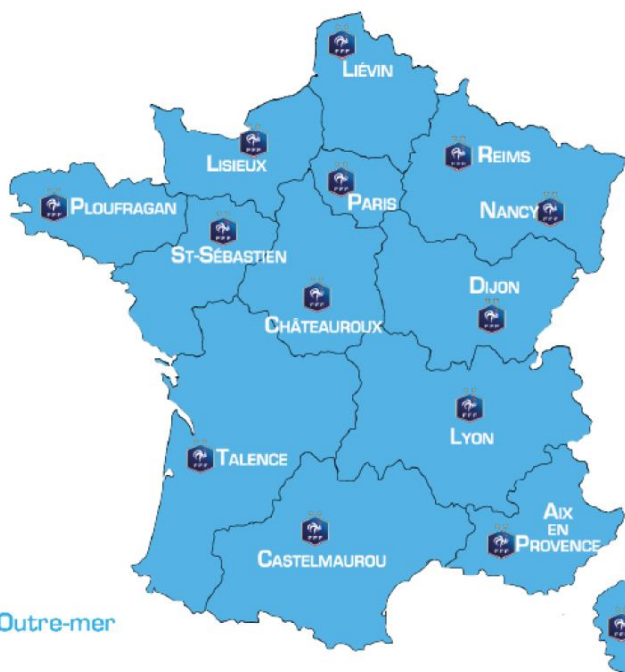 LIÉVIN
LISIEUX
REIMS
PARIS
PLOUFRAGAN
NANCY
ST-SÉBASTIEN
DIJON
CHÂTEAUROUX
LYON
TALENCE
AIX
EN
PROVENCE
CASTELMAUROU
Outre-mer